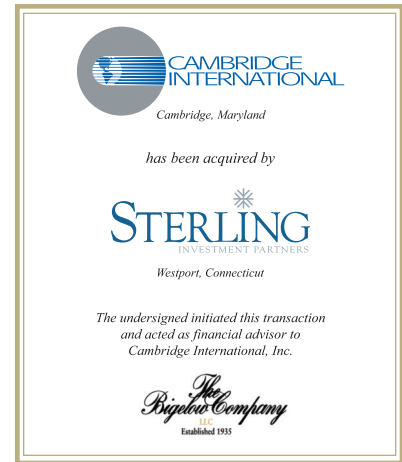 CAMBRIDGE
INTERNATIONAL
Cambridge, Maryland
has been acquired by
STERLING
INVESTMENT PARTNERS
Westport, Connecticut
The undersigned initiated this transaction
and acted as financial advisor to
Cambridge International, Inc.
The
Bigelow Company
LLC
Established 1935